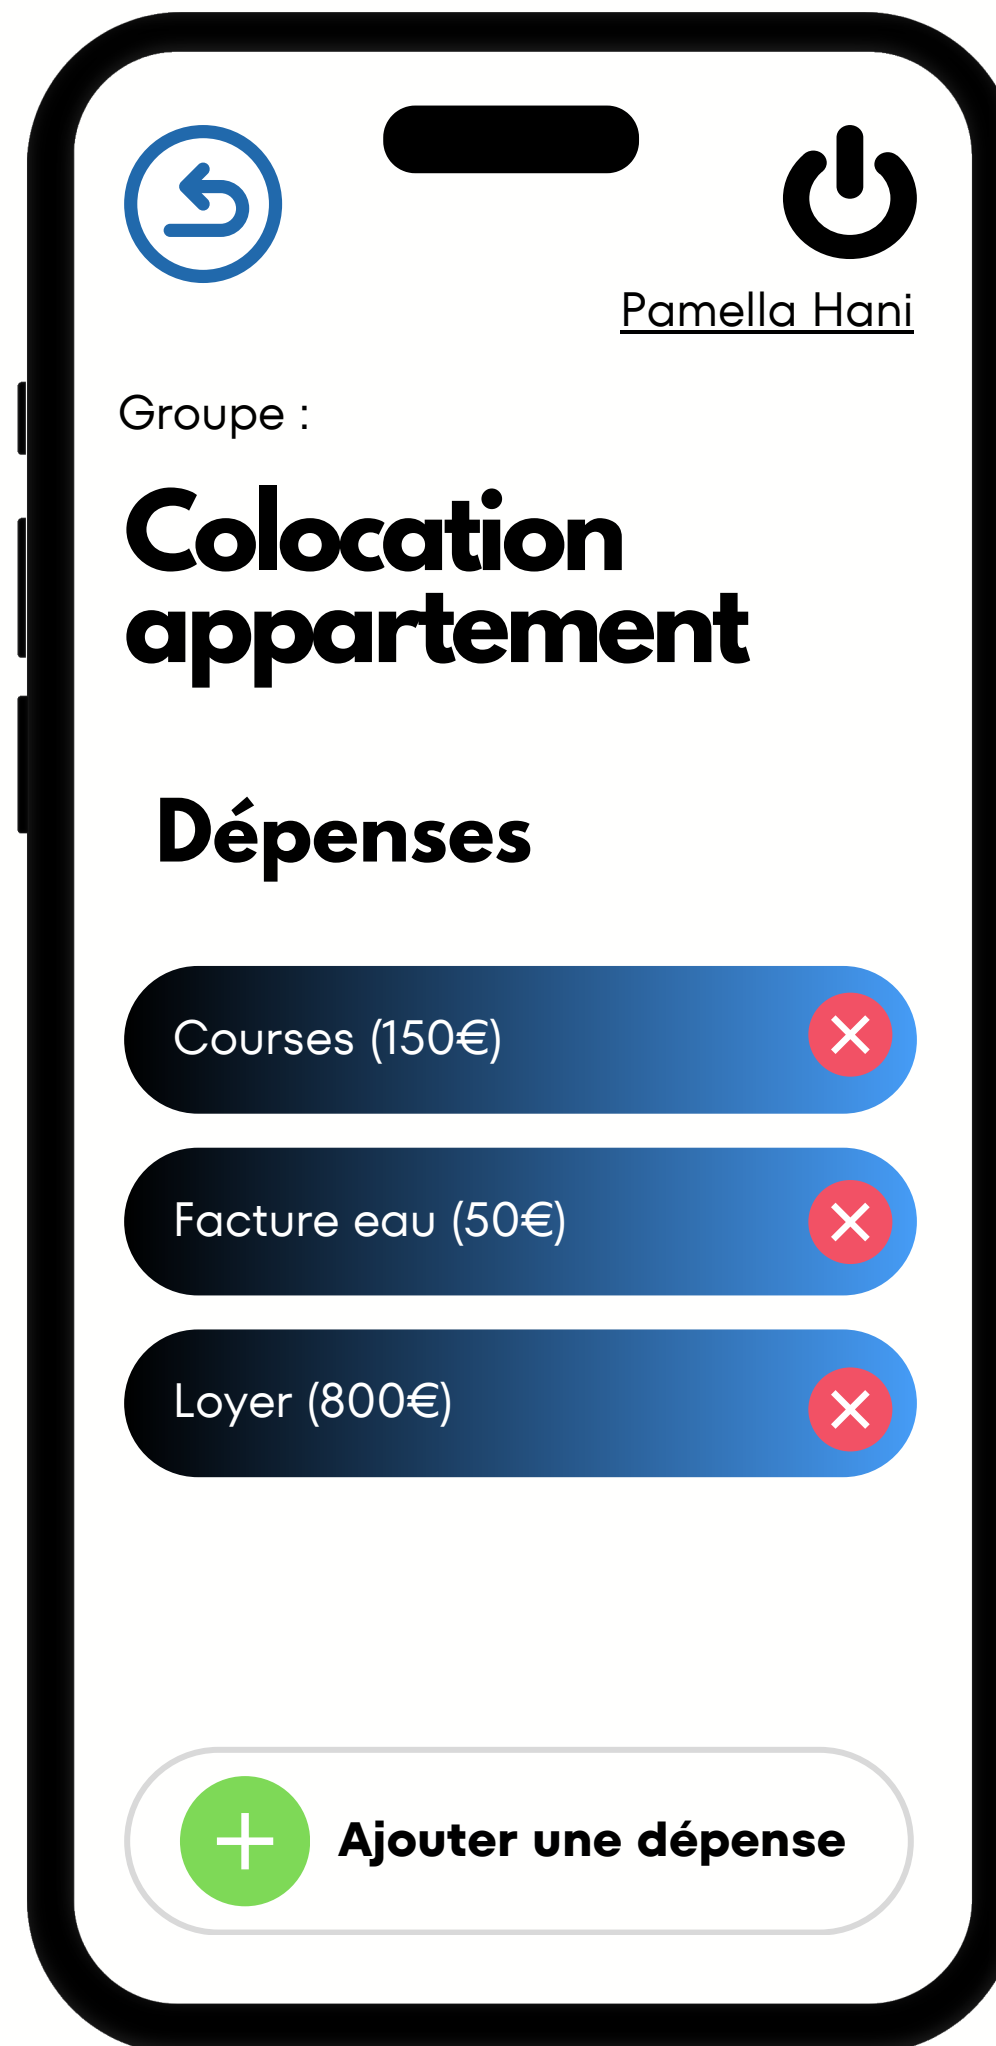 Pamella Hani
Groupe :
Colocation
appartement
Dépenses
Courses (150€)
Facture eau (50€)
Loyer (800€)
Ajouter une dépense